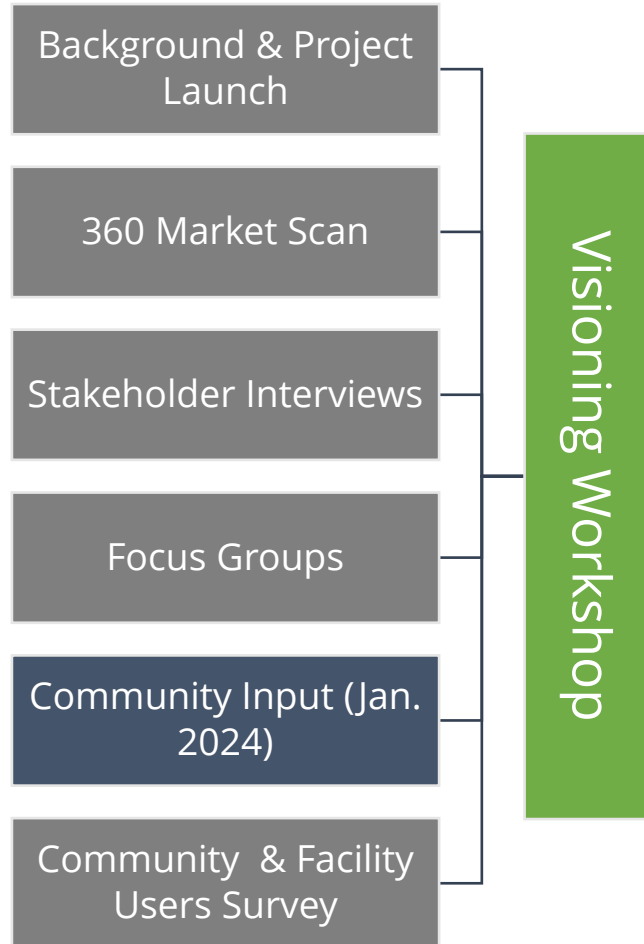 Background & Project
Launch
360 Market Scan
Stakeholder Interviews
Focus Groups
Community Input (Jan.
2024)
Community & Facility
Users Survey
Visioning Workshop